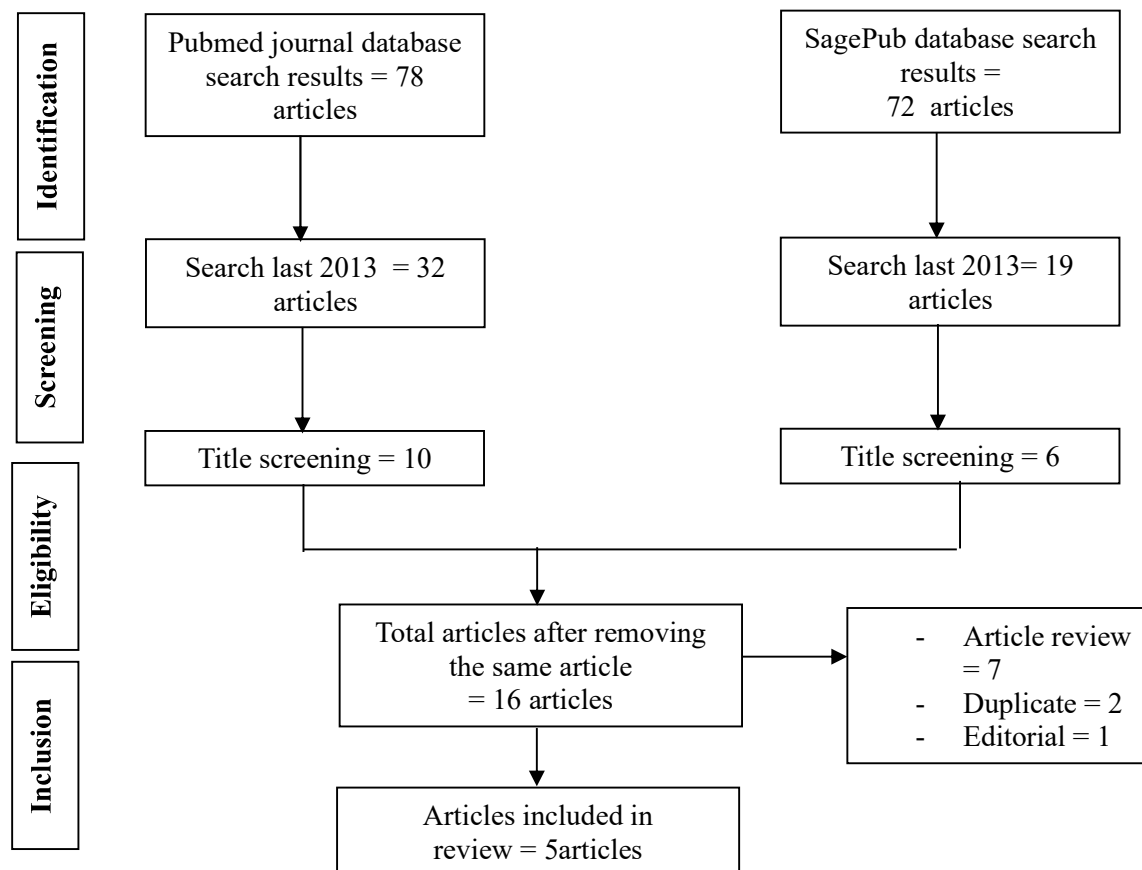 Identification
Pubmed journal database
search results = 78
articles
SagePub database search
results =
72 articles
Screening
Search last 2013 = 32
articles
Search last 2013= 19
articles
Title screening = 10
Title screening = 6
Eligibility
Total articles after removing
the same article
= 16 articles
- Article review
= 7
- Duplicate = 2
- Editorial = 1
Inclusion
Articles included in
review = 5articles